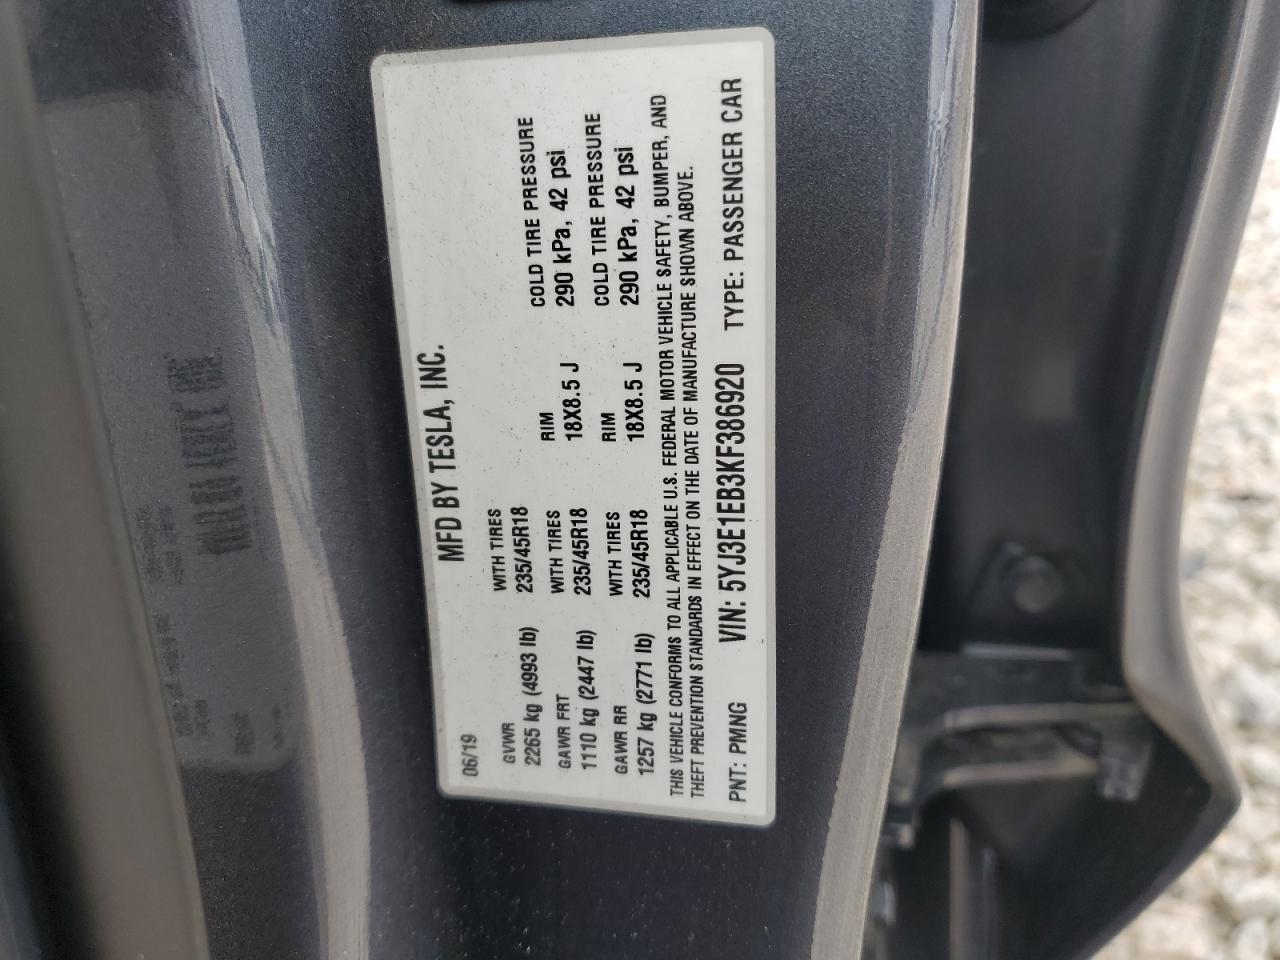 MFD BY TESLA, INC.
06/19
GVWR WITH TIRES RIM COLD TIRE PRESSURE
2265 kg (4993 lb) 235/45R18 18X8.5 J 290 kPa, 42 psi
GAWR FRT WITH TIRES RIM COLD TIRE PRESSURE
1110 kg (2447 lb) 235/45R18 18X8.5 J 290 kPa, 42 psi
GAWR RR WITH TIRES
1257 kg (2771 lb) 235/45R18
THIS VEHICLE CONFORMS TO ALL APPLICABLE U.S. FEDERAL MOTOR VEHICLE SAFETY, BUMPER, AND
THEFT PREVENTION STANDARDS IN EFFECT ON THE DATE OF MANUFACTURE SHOWN ABOVE.
PNT: PMNG VIN: 5YJ3E1EB3KF386920 TYPE: PASSENGER CAR